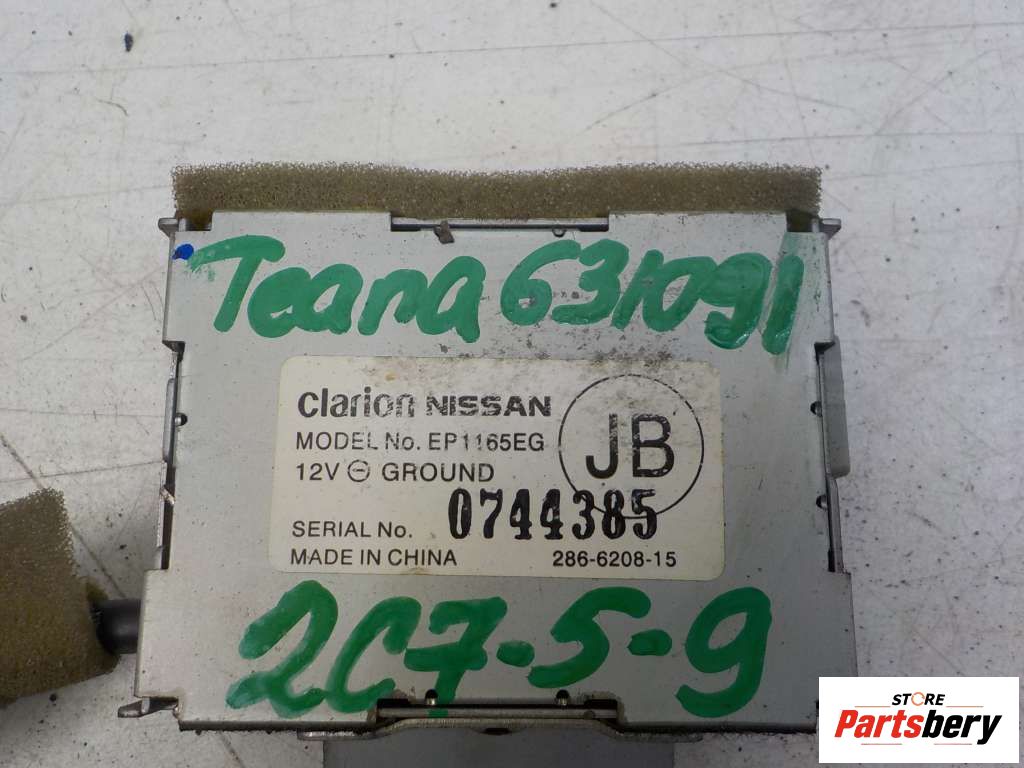 Teana 631091
Clarion NISSAN
JB
MODEL No. EP1165EG
12V ⊖ GROUND
SERIAL No. 0744385
MADE IN CHINA 286-6208-15
2C7-5-9
STORE
Partsbery